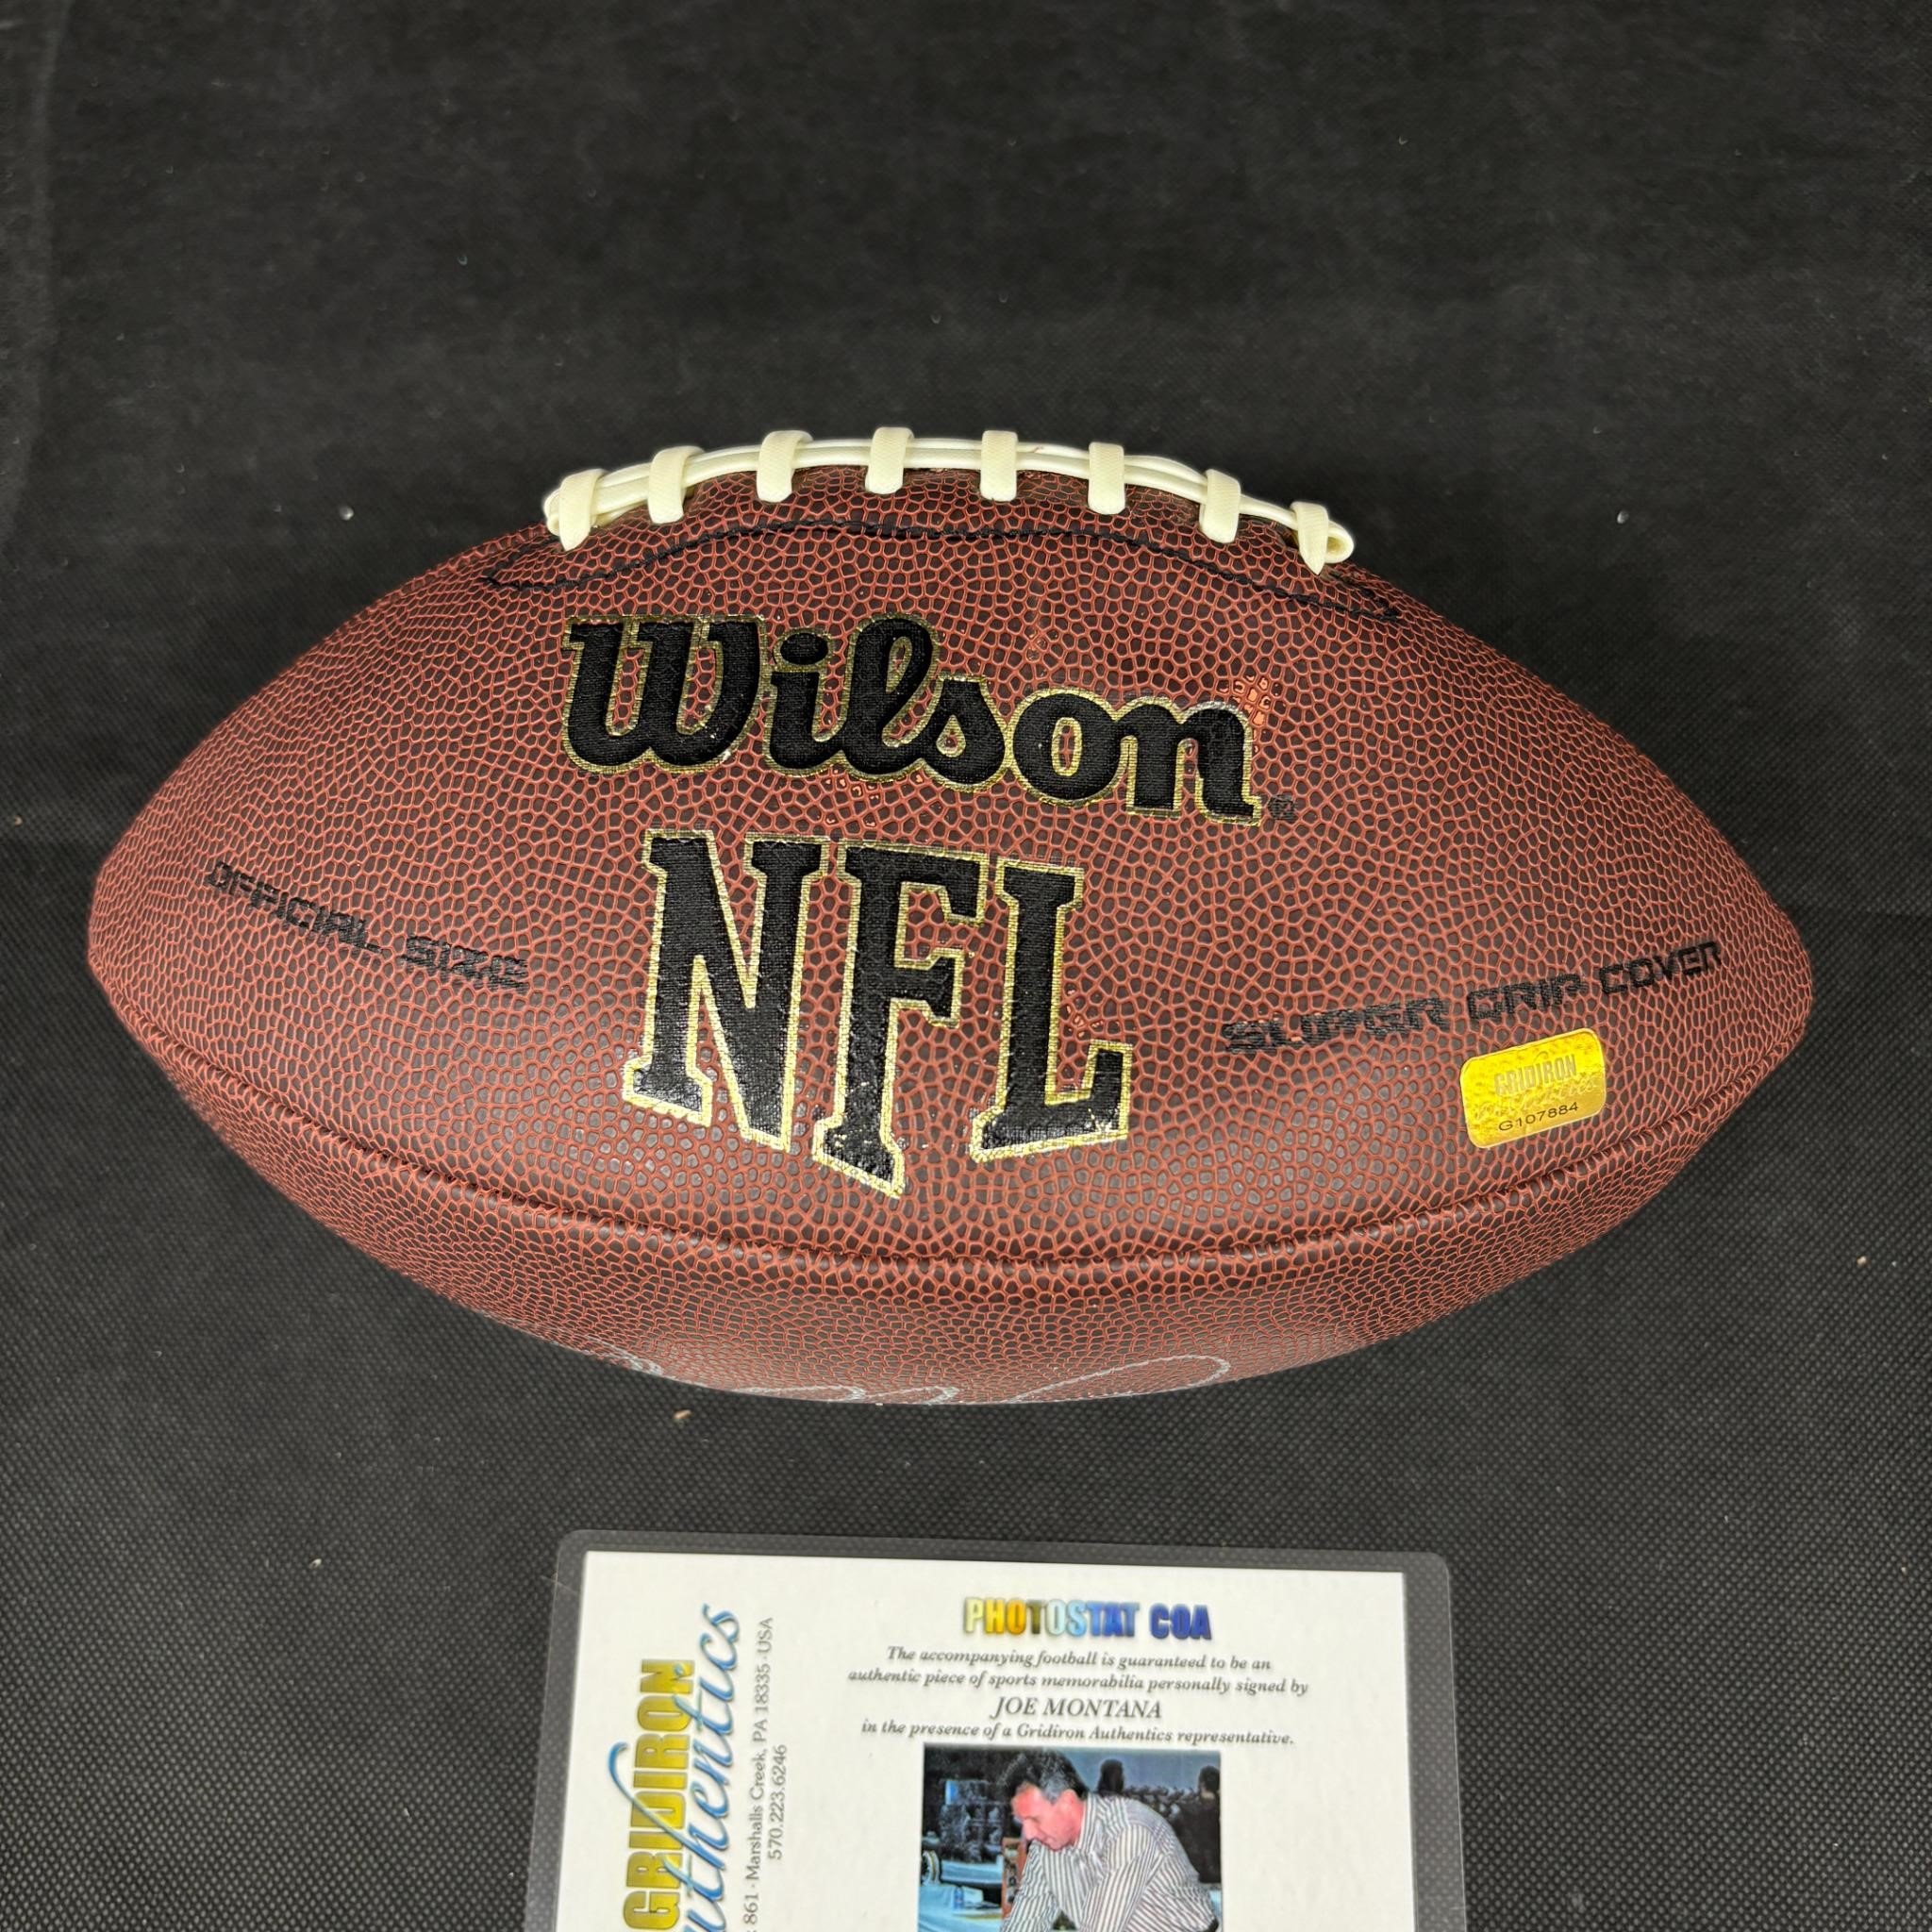 Wilson®
NFL
OFFICIAL SIZE
SUPER GRIP COVER
GRIDIRON
G107884
GRIDIRON
PHOTOSTAT COA
The accompanying football is guaranteed to be an
authentic piece of sports memorabilia personally signed by
JOE MONTANA
in the presence of a Gridiron Authentics representative.
861 · Marshalls Creek, PA 18335 · USA
570.223.6246